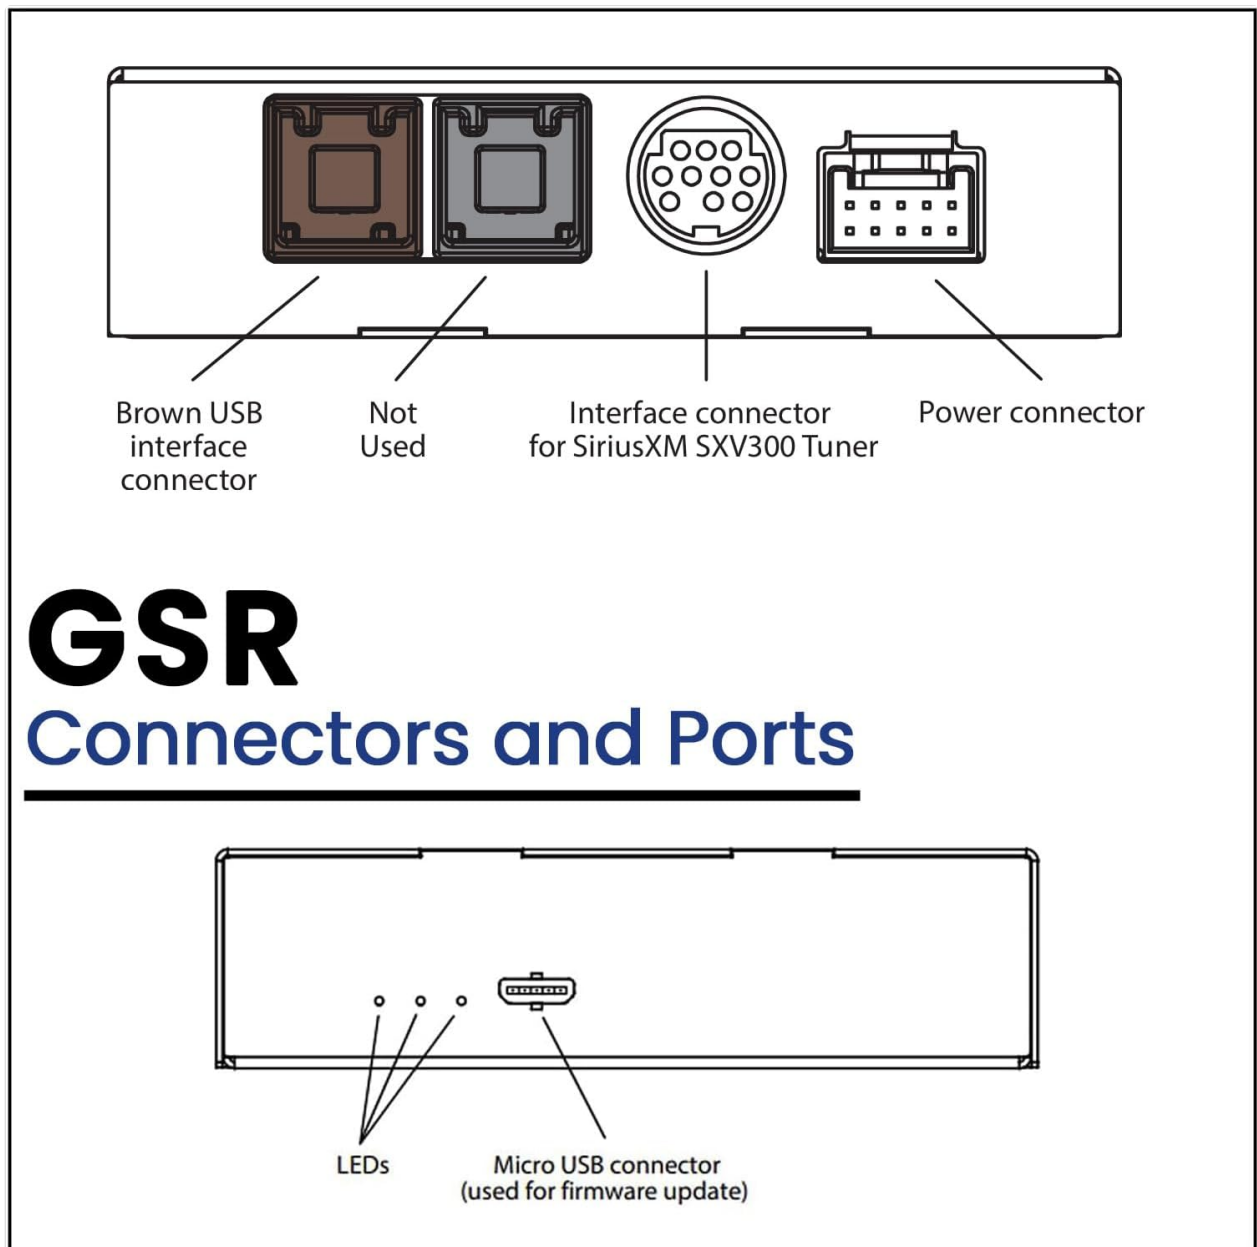 Brown USB
interface
connector
Not
Used
Interface connector
for SiriusXM SXV300 Tuner
Power connector
GSR
Connectors and Ports
LEDs
Micro USB connector
(used for firmware update)